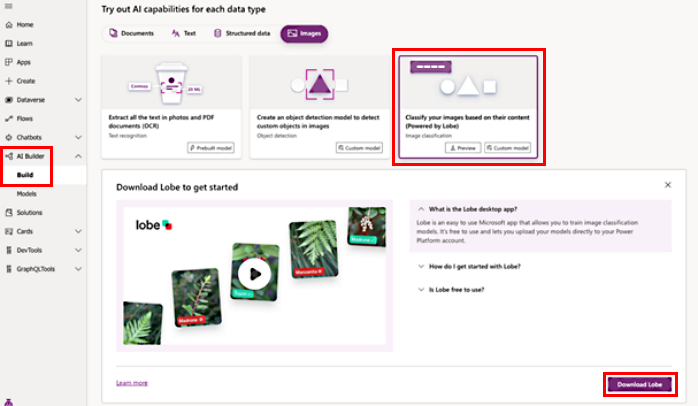 Home
Learn
Apps
Create
Dataverse
Flows
Chatbots
AI Builder
Build
Models
Solutions
Cards
DevTools
GraphQLTools
Try out AI capabilities for each data type
Documents
Text
Structured data
Images
Contoso
20 ML
Extract all the text in photos and PDF
documents (OCR)
Text recognition
Prebuilt model
Create an object detection model to detect
custom objects in images
Object detection
Custom model
Classify your images based on their content
(Powered by Lobe)
Image classification
Preview
Custom model
Download Lobe to get started
lobe
Madrona
Manzanita
Madrona
What is the Lobe desktop app?
Lobe is an easy to use Microsoft app that allows you to train image classification
models. It's free to use and lets you upload your models directly to your Power
Platform account.
How do I get started with Lobe?
Is Lobe free to use?
Learn more
Download Lobe